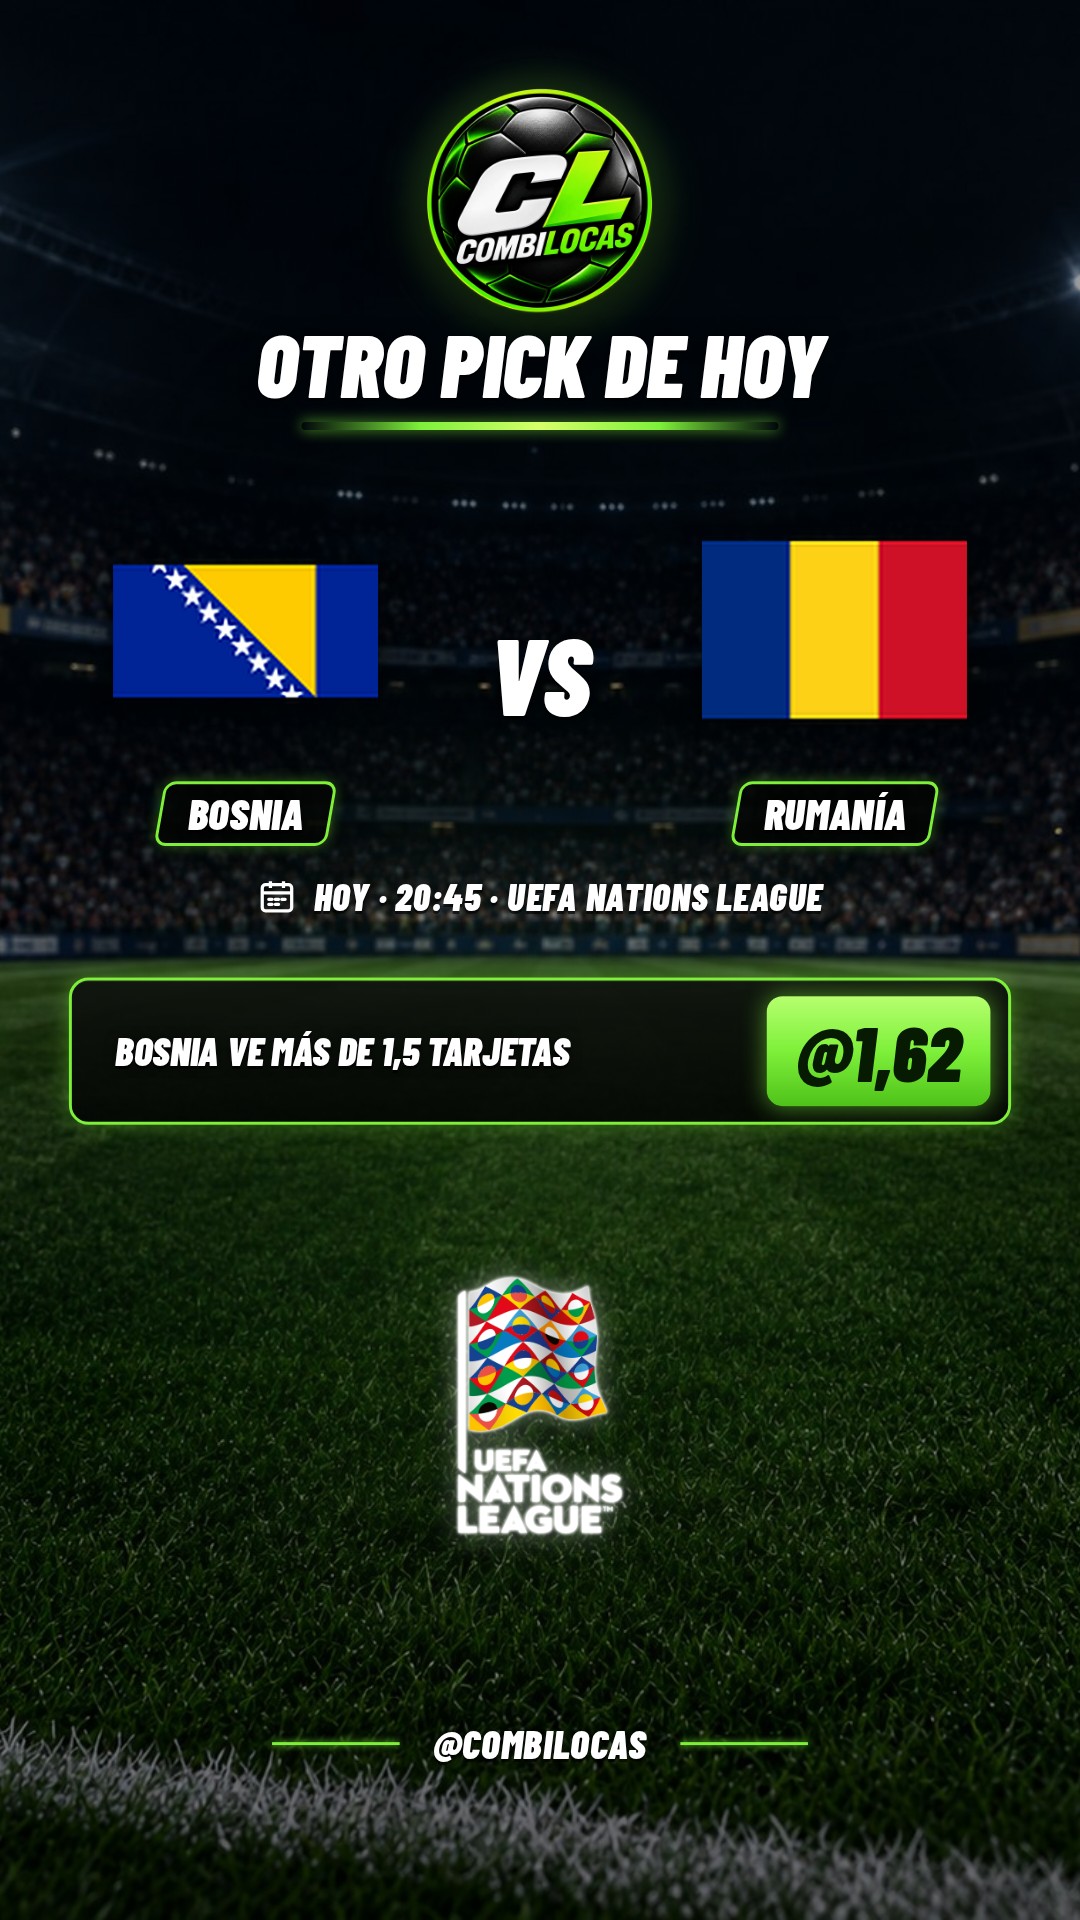 CL
COMBILOCAS
OTRO PICK DE HOY
VS
BOSNIA
RUMANÍA
HOY · 20:45 · UEFA NATIONS LEAGUE
BOSNIA VE MÁS DE 1,5 TARJETAS
@1,62
UEFA
NATIONS
LEAGUE™
@COMBILOCAS